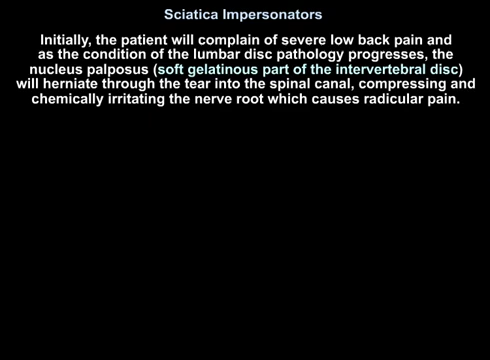 Sciatica Impersonators
Initially, the patient will complain of severe low back pain and
as the condition of the lumbar disc pathology progresses, the
nucleus palposus (soft gelatinous part of the intervertebral disc)
will herniate through the tear into the spinal canal, compressing and
chemically irritating the nerve root which causes radicular pain.